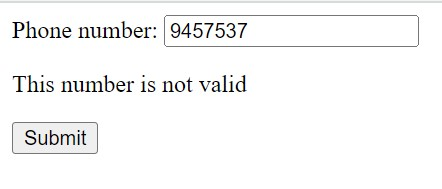 Phone number: 9457537
This number is not valid
Submit